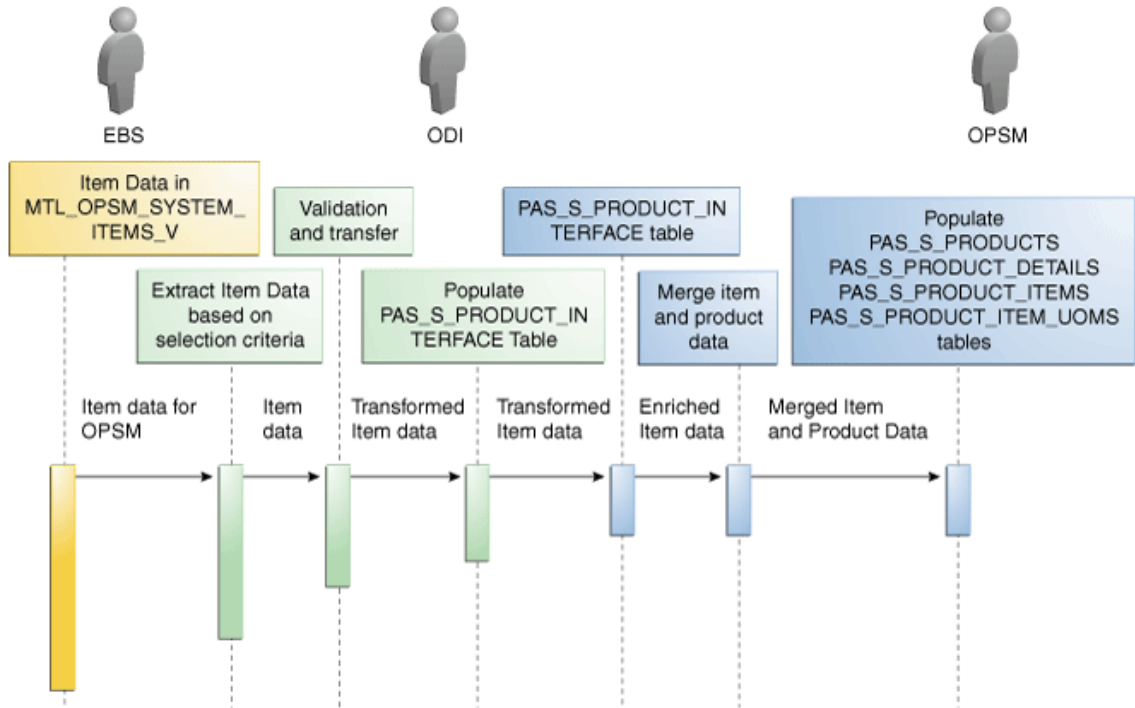 EBS
ODI
OPSM
Item Data in
MTL_OPSM_SYSTEM_
ITEMS_V
Extract Item Data
based on
selection criteria
Validation
and transfer
Populate
PAS_S_PRODUCT_IN
TERFACE Table
PAS_S_PRODUCT_IN
TERFACE table
Merge item
and product
data
Populate
PAS_S_PRODUCTS
PAS_S_PRODUCT_DETAILS
PAS_S_PRODUCT_ITEMS
PAS_S_PRODUCT_ITEM_UOMS
tables
Item data for
OPSM
Item
data
Transformed
Item data
Transformed
Item data
Enriched
Item data
Merged Item
and Product Data